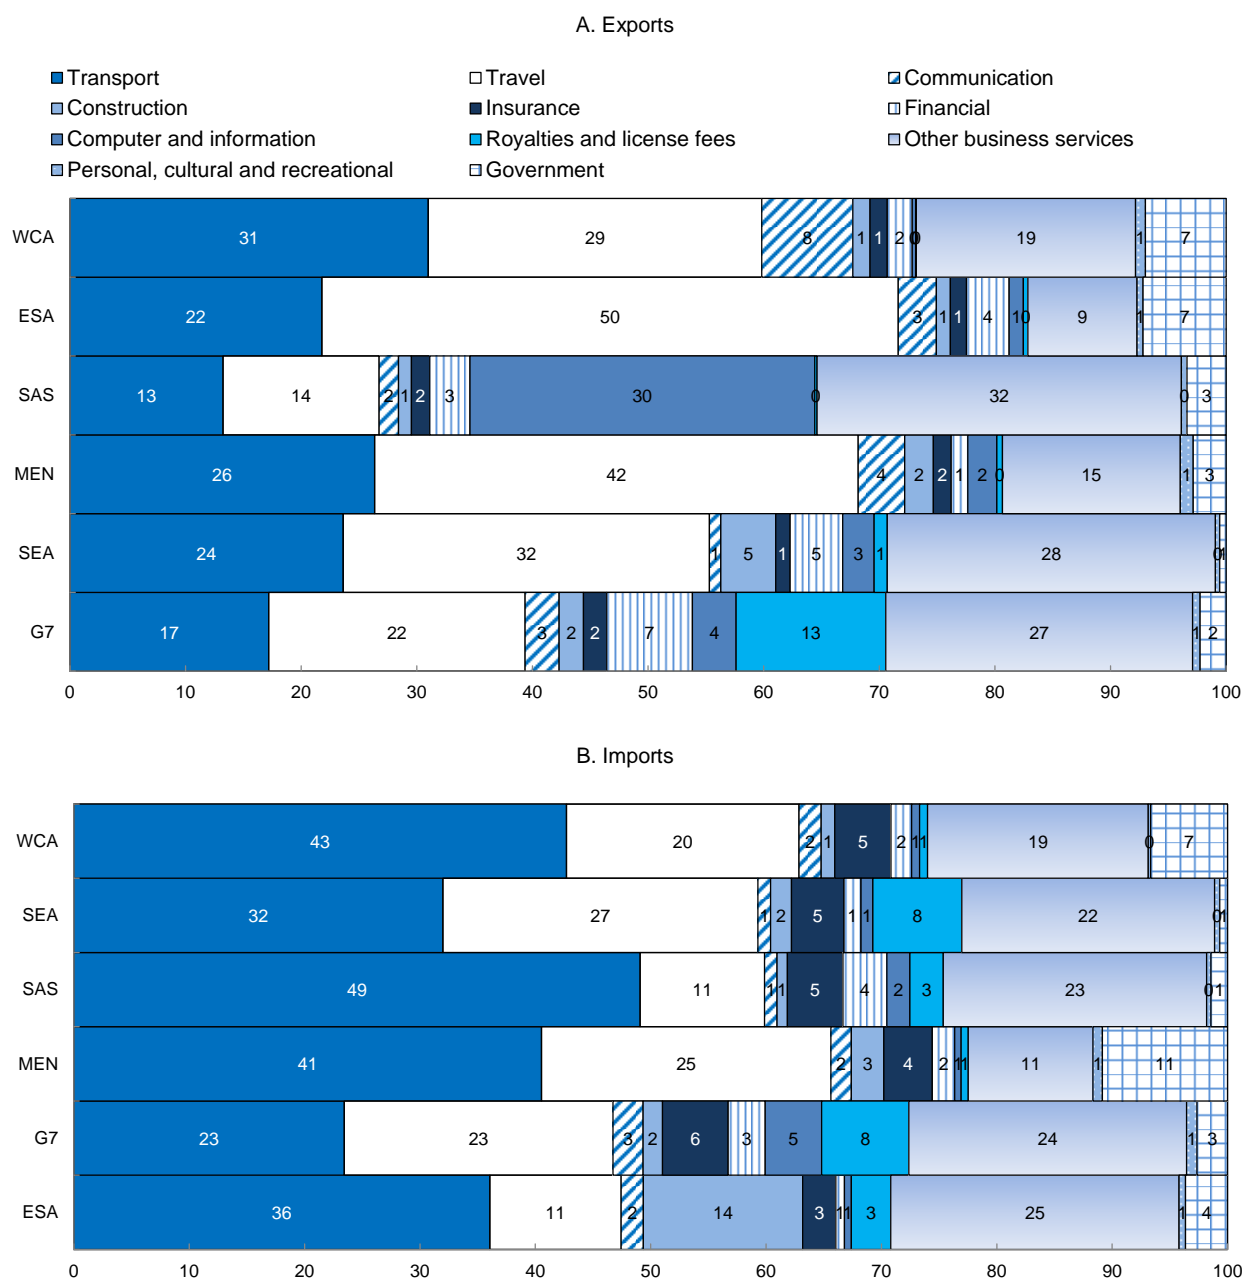 A. Exports
Transport Travel Communication
Construction Insurance Financial
Computer and information Royalties and license fees Other business services
Personal, cultural and recreational Government
WCA 31 29 8 1 1 2 0 0 19 1 7
ESA 22 50 3 1 1 4 1 0 9 1 7
SAS 13 14 2 1 2 3 30 0 32 0 3
MEN 26 42 4 2 2 1 2 0 15 1 3
SEA 24 32 1 5 1 5 3 1 28 0 1
G7 17 22 3 2 2 7 4 13 27 1 2
0 10 20 30 40 50 60 70 80 90 100
B. Imports
WCA 43 20 2 1 5 2 1 1 19 0 7
SEA 32 27 1 2 5 1 1 8 22 0 1
SAS 49 11 1 1 5 4 2 3 23 0 1
MEN 41 25 2 3 4 2 1 1 11 1 11
G7 23 23 3 2 6 3 5 8 24 1 3
ESA 36 11 2 14 3 1 1 3 25 1 4
0 10 20 30 40 50 60 70 80 90 100